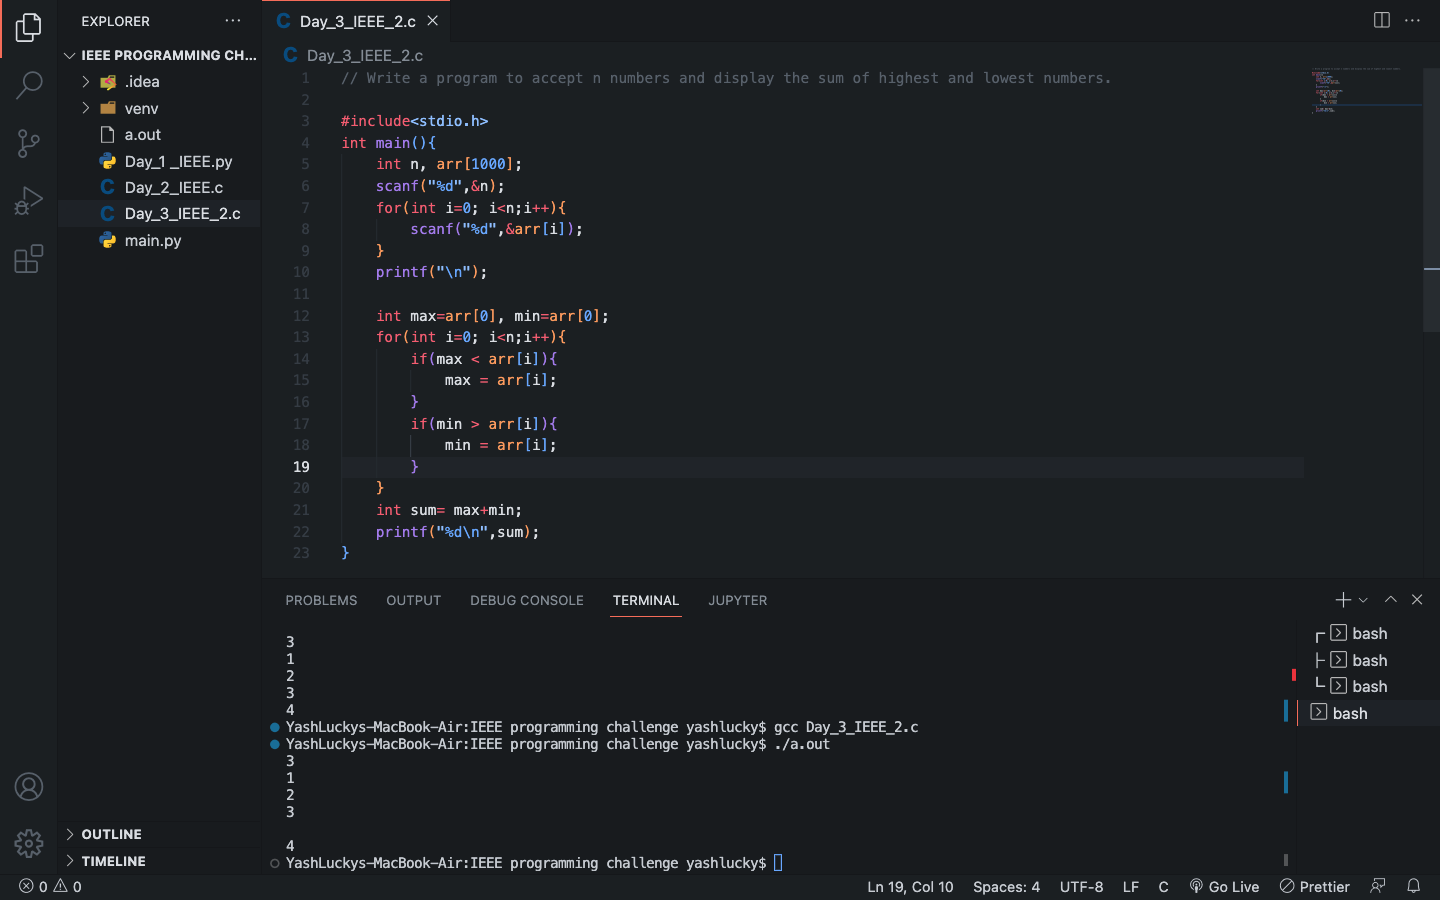 EXPLORER
IEEE PROGRAMMING CH...
.idea
venv
a.out
Day_1 _IEEE.py
Day_2_IEEE.c
Day_3_IEEE_2.c
main.py
OUTLINE
TIMELINE
Day_3_IEEE_2.c
Day_3_IEEE_2.c
1 // Write a program to accept n numbers and display the sum of highest and lowest numbers.
2
3 #include<stdio.h>
4 int main(){
5     int n, arr[1000];
6     scanf("%d",&n);
7     for(int i=0; i<n;i++){
8         scanf("%d",&arr[i]);
9     }
10     printf("\n");
11
12     int max=arr[0], min=arr[0];
13     for(int i=0; i<n;i++){
14         if(max < arr[i]){
15             max = arr[i];
16         }
17         if(min > arr[i]){
18             min = arr[i];
19         }
20     }
21     int sum= max+min;
22     printf("%d\n",sum);
23 }
PROBLEMS OUTPUT DEBUG CONSOLE TERMINAL JUPYTER
3
1
2
3
4
YashLuckys-MacBook-Air:IEEE programming challenge yashlucky$ gcc Day_3_IEEE_2.c
YashLuckys-MacBook-Air:IEEE programming challenge yashlucky$ ./a.out
3
1
2
3
4
YashLuckys-MacBook-Air:IEEE programming challenge yashlucky$
bash
bash
bash
bash
0 0 Ln 19, Col 10 Spaces: 4 UTF-8 LF C Go Live Prettier